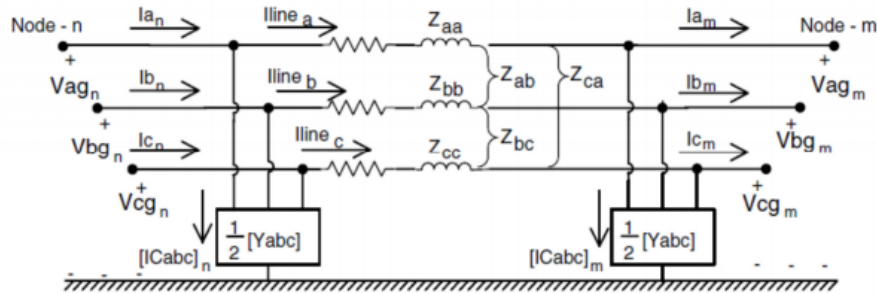 Node - n Ia n Iline a Z aa Ia m Node - m
+ Vag n Ib n Iline b Z bb Z ab Z ca Ib m + Vag m
+ Vbg n Ic n Iline c Z cc Z bc Ic m + Vbg m
+ Vcg n + Vcg m
[ICabc] n 1/2 [Yabc] [ICabc] m 1/2 [Yabc]
- - - - - -